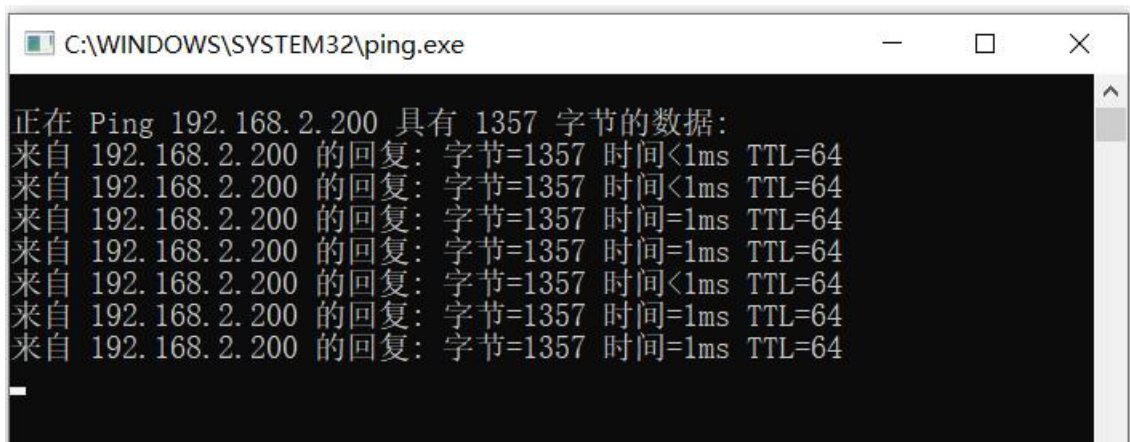 C:\WINDOWS\SYSTEM32\ping.exe
正在 Ping 192.168.2.200 具有 1357 字节的数据:
来自 192.168.2.200 的回复: 字节=1357 时间<1ms TTL=64
来自 192.168.2.200 的回复: 字节=1357 时间<1ms TTL=64
来自 192.168.2.200 的回复: 字节=1357 时间=1ms TTL=64
来自 192.168.2.200 的回复: 字节=1357 时间=1ms TTL=64
来自 192.168.2.200 的回复: 字节=1357 时间<1ms TTL=64
来自 192.168.2.200 的回复: 字节=1357 时间=1ms TTL=64
来自 192.168.2.200 的回复: 字节=1357 时间=1ms TTL=64